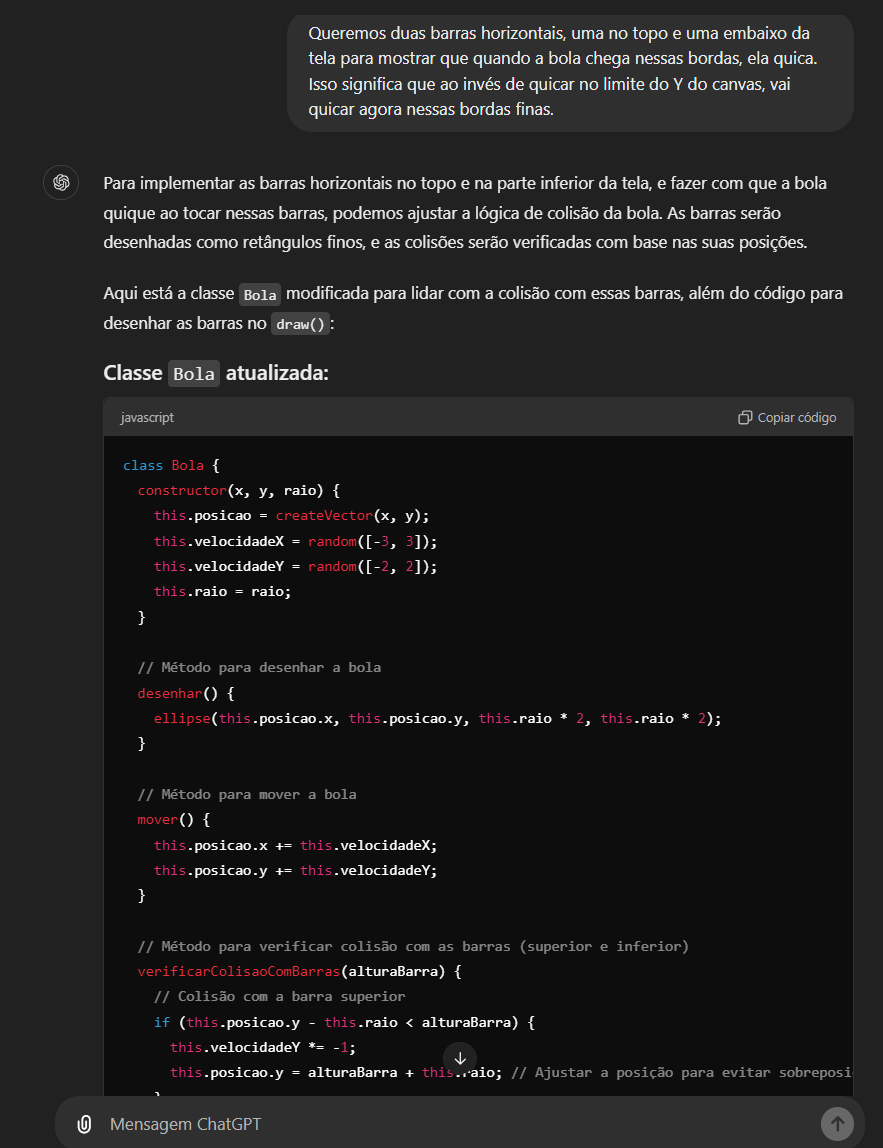 Queremos duas barras horizontais, uma no topo e uma embaixo da
tela para mostrar que quando a bola chega nessas bordas, ela quica.
Isso significa que ao invés de quicar no limite do Y do canvas, vai
quicar agora nessas bordas finas.
Para implementar as barras horizontais no topo e na parte inferior da tela, e fazer com que a bola
quique ao tocar nessas barras, podemos ajustar a lógica de colisão da bola. As barras serão
desenhadas como retângulos finos, e as colisões serão verificadas com base nas suas posições.
Aqui está a classe Bola modificada para lidar com a colisão com essas barras, além do código para
desenhar as barras no draw():
Classe Bola atualizada:
javascript Copiar código
class Bola {
constructor(x, y, raio) {
this.posicao = createVector(x, y);
this.velocidadeX = random([-3, 3]);
this.velocidadeY = random([-2, 2]);
this.raio = raio;
}
// Método para desenhar a bola
desenhar() {
ellipse(this.posicao.x, this.posicao.y, this.raio * 2, this.raio * 2);
}
// Método para mover a bola
mover() {
this.posicao.x += this.velocidadeX;
this.posicao.y += this.velocidadeY;
}
// Método para verificar colisão com as barras (superior e inferior)
verificarColisaoComBarras(alturaBarra) {
// Colisão com a barra superior
if (this.posicao.y - this.raio < alturaBarra) {
this.velocidadeY *= -1;
this.posicao.y = alturaBarra + this.raio; // Ajustar a posição para evitar sobreposi
}
Mensagem ChatGPT